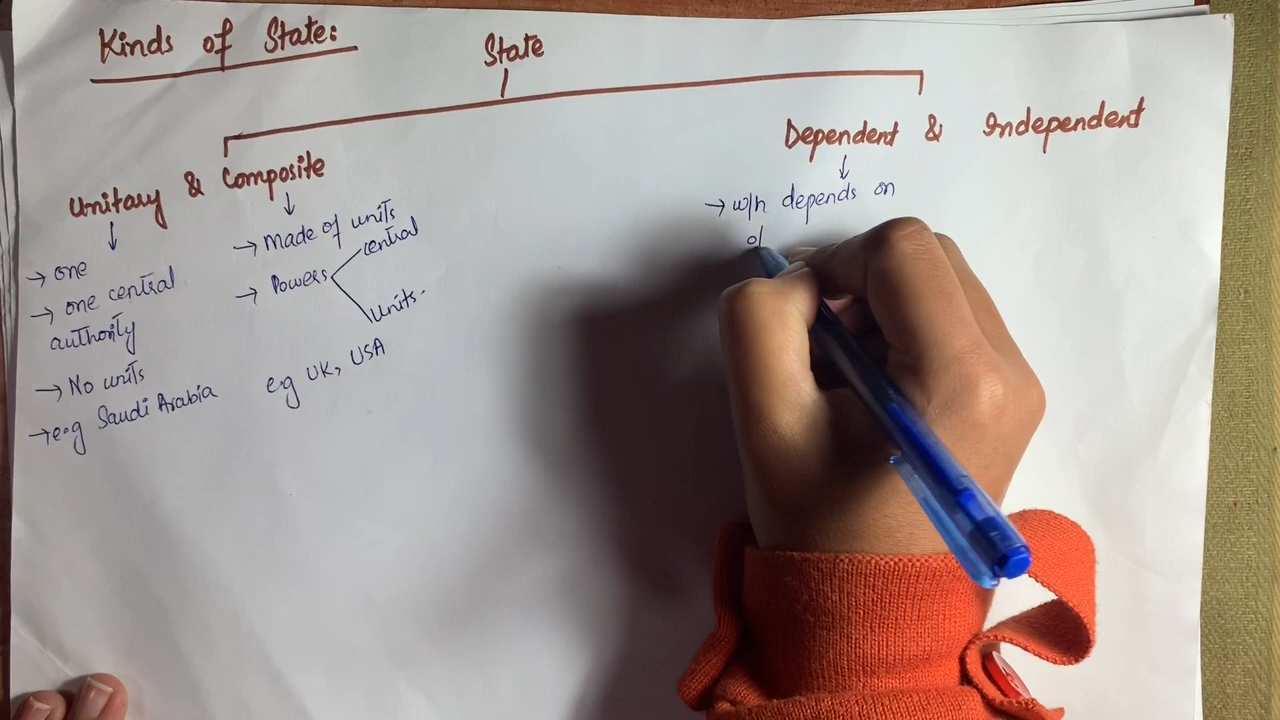 Kinds of State:
State
Unitary & Composite
→ one
→ one central
authority
→ No units
→ e.g Saudi Arabia
→ Made of units
→ Powers
central
Units.
e.g UK, USA
Dependent & Independent
→ w/h depends on